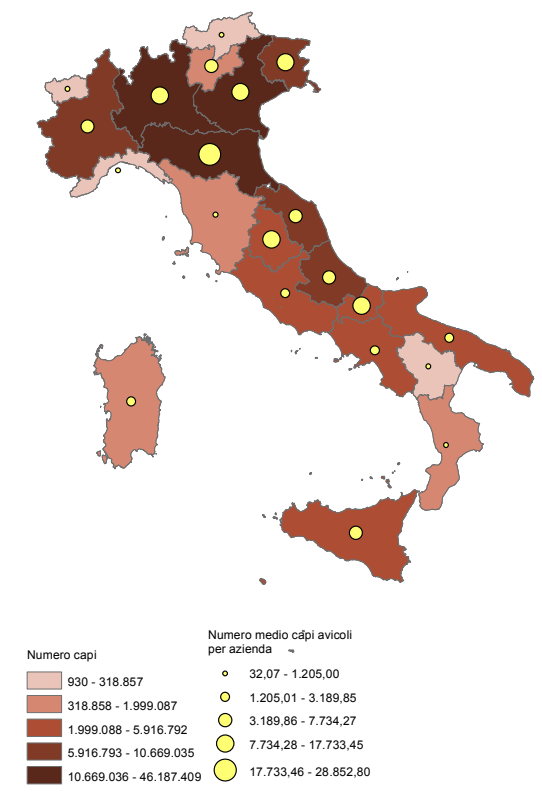 Numero capi
930 - 318.857
318.858 - 1.999.087
1.999.088 - 5.916.792
5.916.793 - 10.669.035
10.669.036 - 46.187.409
Numero medio capi avicoli
per azienda
32,07 - 1.205,00
1.205,01 - 3.189,85
3.189,86 - 7.734,27
7.734,28 - 17.733,45
17.733,46 - 28.852,80